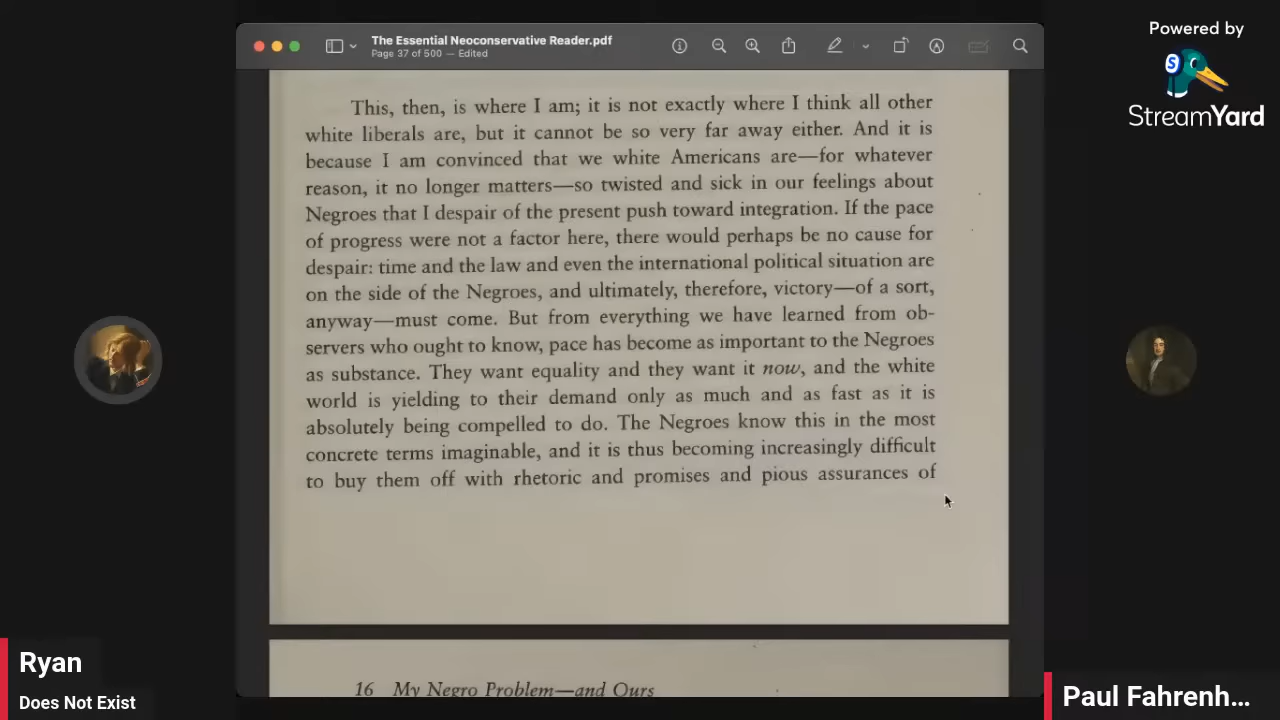 The Essential Neoconservative Reader.pdf
Page 37 of 500 — Edited
Powered by
S
StreamYard
This, then, is where I am; it is not exactly where I think all other
white liberals are, but it cannot be so very far away either. And it is
because I am convinced that we white Americans are—for whatever
reason, it no longer matters—so twisted and sick in our feelings about
Negroes that I despair of the present push toward integration. If the pace
of progress were not a factor here, there would perhaps be no cause for
despair: time and the law and even the international political situation are
on the side of the Negroes, and ultimately, therefore, victory—of a sort,
anyway—must come. But from everything we have learned from ob-
servers who ought to know, pace has become as important to the Negroes
as substance. They want equality and they want it now, and the white
world is yielding to their demand only as much and as fast as it is
absolutely being compelled to do. The Negroes know this in the most
concrete terms imaginable, and it is thus becoming increasingly difficult
to buy them off with rhetoric and promises and pious assurances of
16 My Negro Problem—and Ours
Ryan
Does Not Exist
Paul Fahrenh...